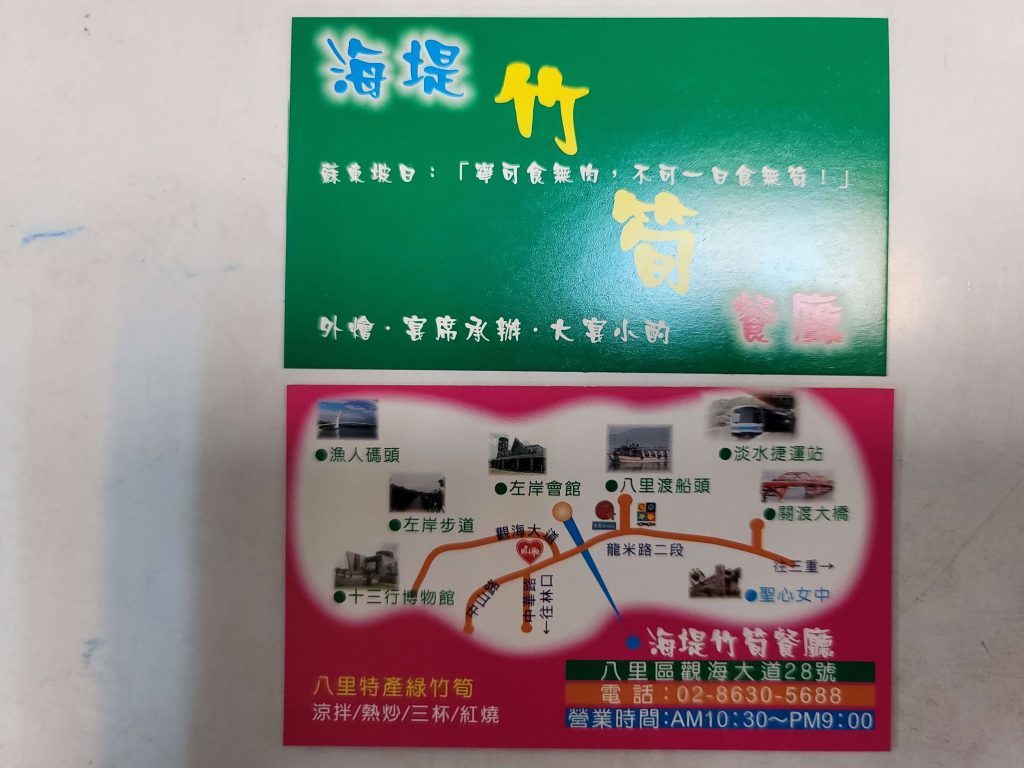 海堤
竹
蘇東坡曰：「寧可食無肉，不可一日食無筍！」
筍
外燴·宴席承辦·大宴小酌
餐廳
漁人碼頭
左岸會館
八里渡船頭
淡水捷運站
左岸步道
關渡大橋
觀海大道
龍米路二段
往三重→
十三行博物館
中山路
中華路
←往林口
聖心女中
海堤竹筍餐廳
八里區觀海大道28號
電話：02-8630-5688
營業時間：AM10：30～PM9：00
八里特產綠竹筍
涼拌/熱炒/三杯/紅燒